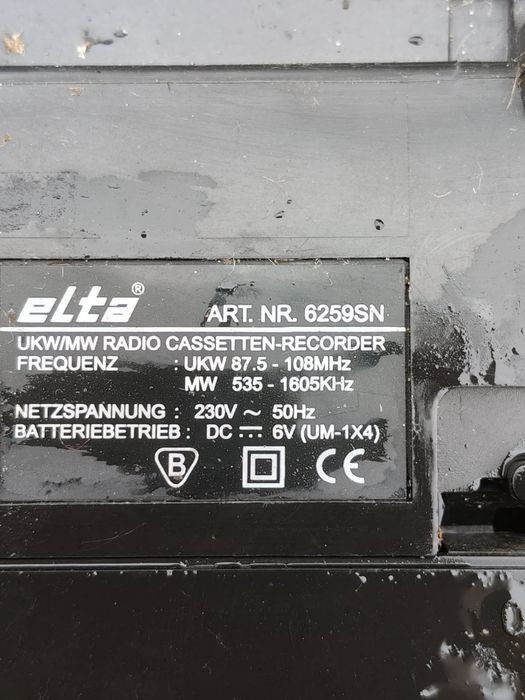 elta®
ART. NR. 6259SN
UKW/MW RADIO CASSETTEN-RECORDER
FREQUENZ : UKW 87.5 - 108MHz
MW 535 - 1605KHz
NETZSPANNUNG : 230V ~ 50Hz
BATTERIEBETRIEB : DC ⎓ 6V (UM-1X4)
B CE